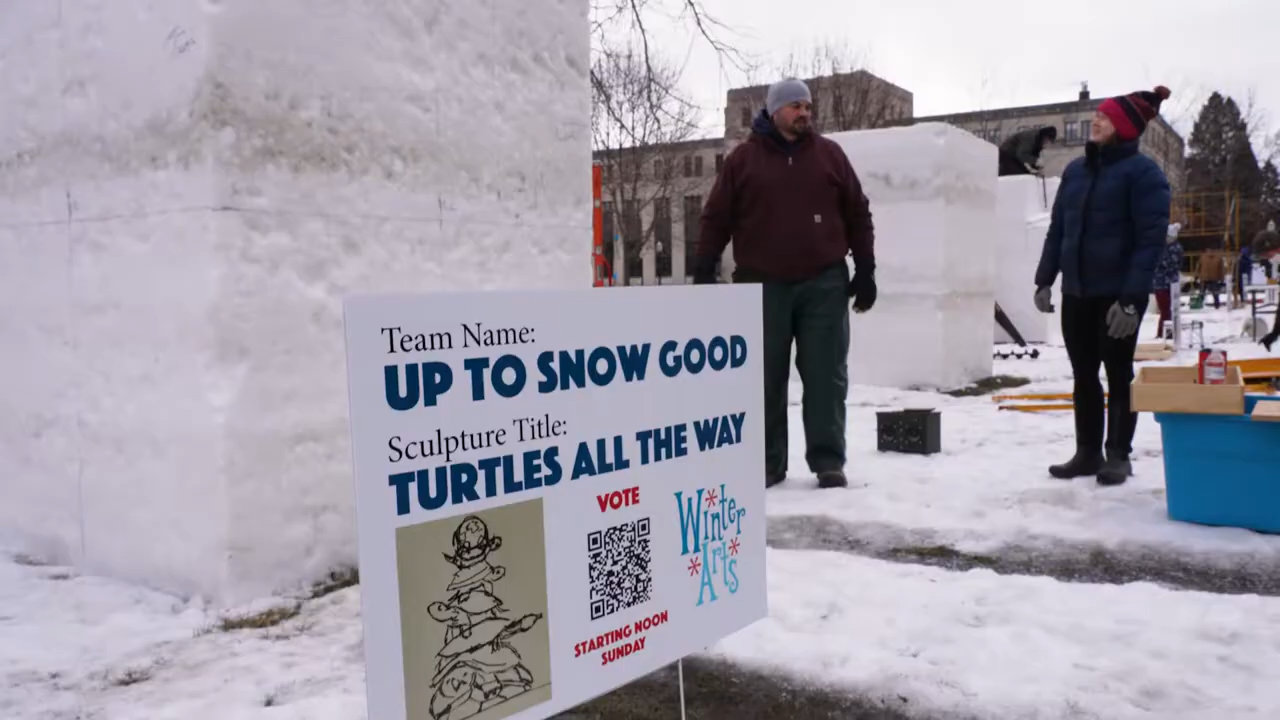 Team Name:
UP TO SNOW GOOD
Sculpture Title:
TURTLES ALL THE WAY
VOTE
Winter
Arts
STARTING NOON
SUNDAY